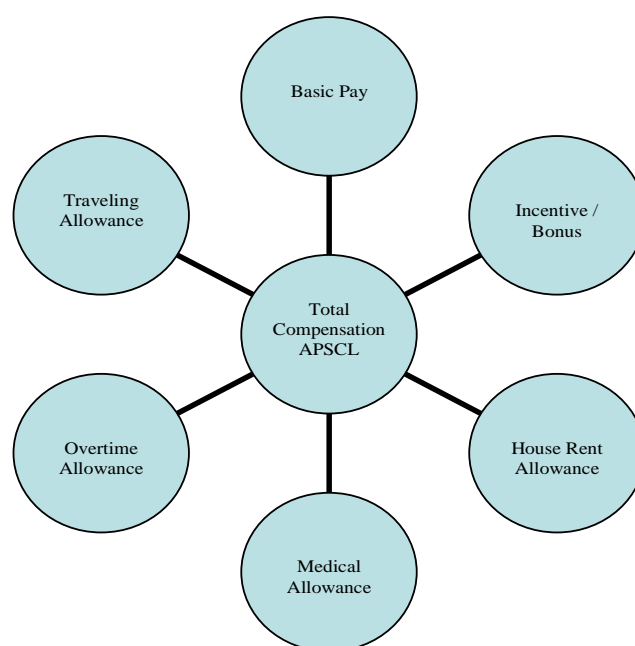 Basic Pay
Traveling
Allowance
Incentive /
Bonus
Total
Compensation
APSCL
Overtime
Allowance
House Rent
Allowance
Medical
Allowance